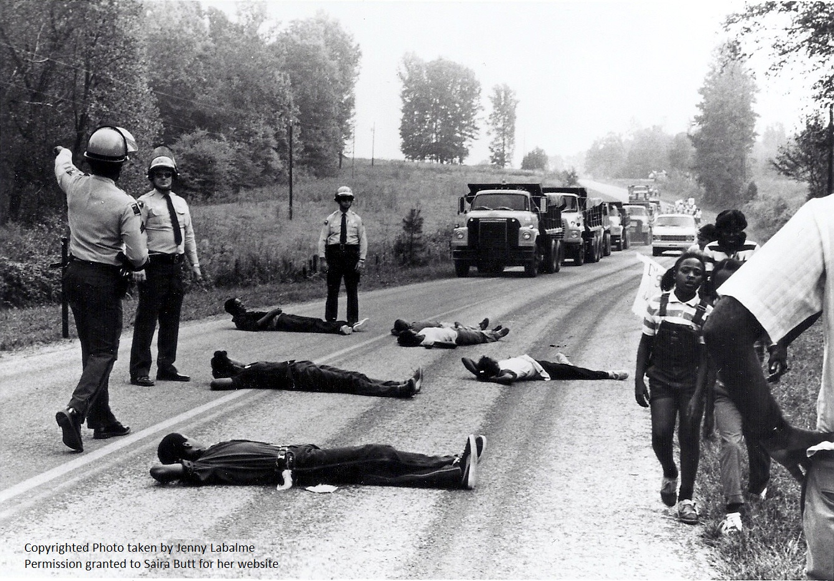 Copyrighted Photo taken by Jenny Labalme
Permission granted to Saira Butt for her website